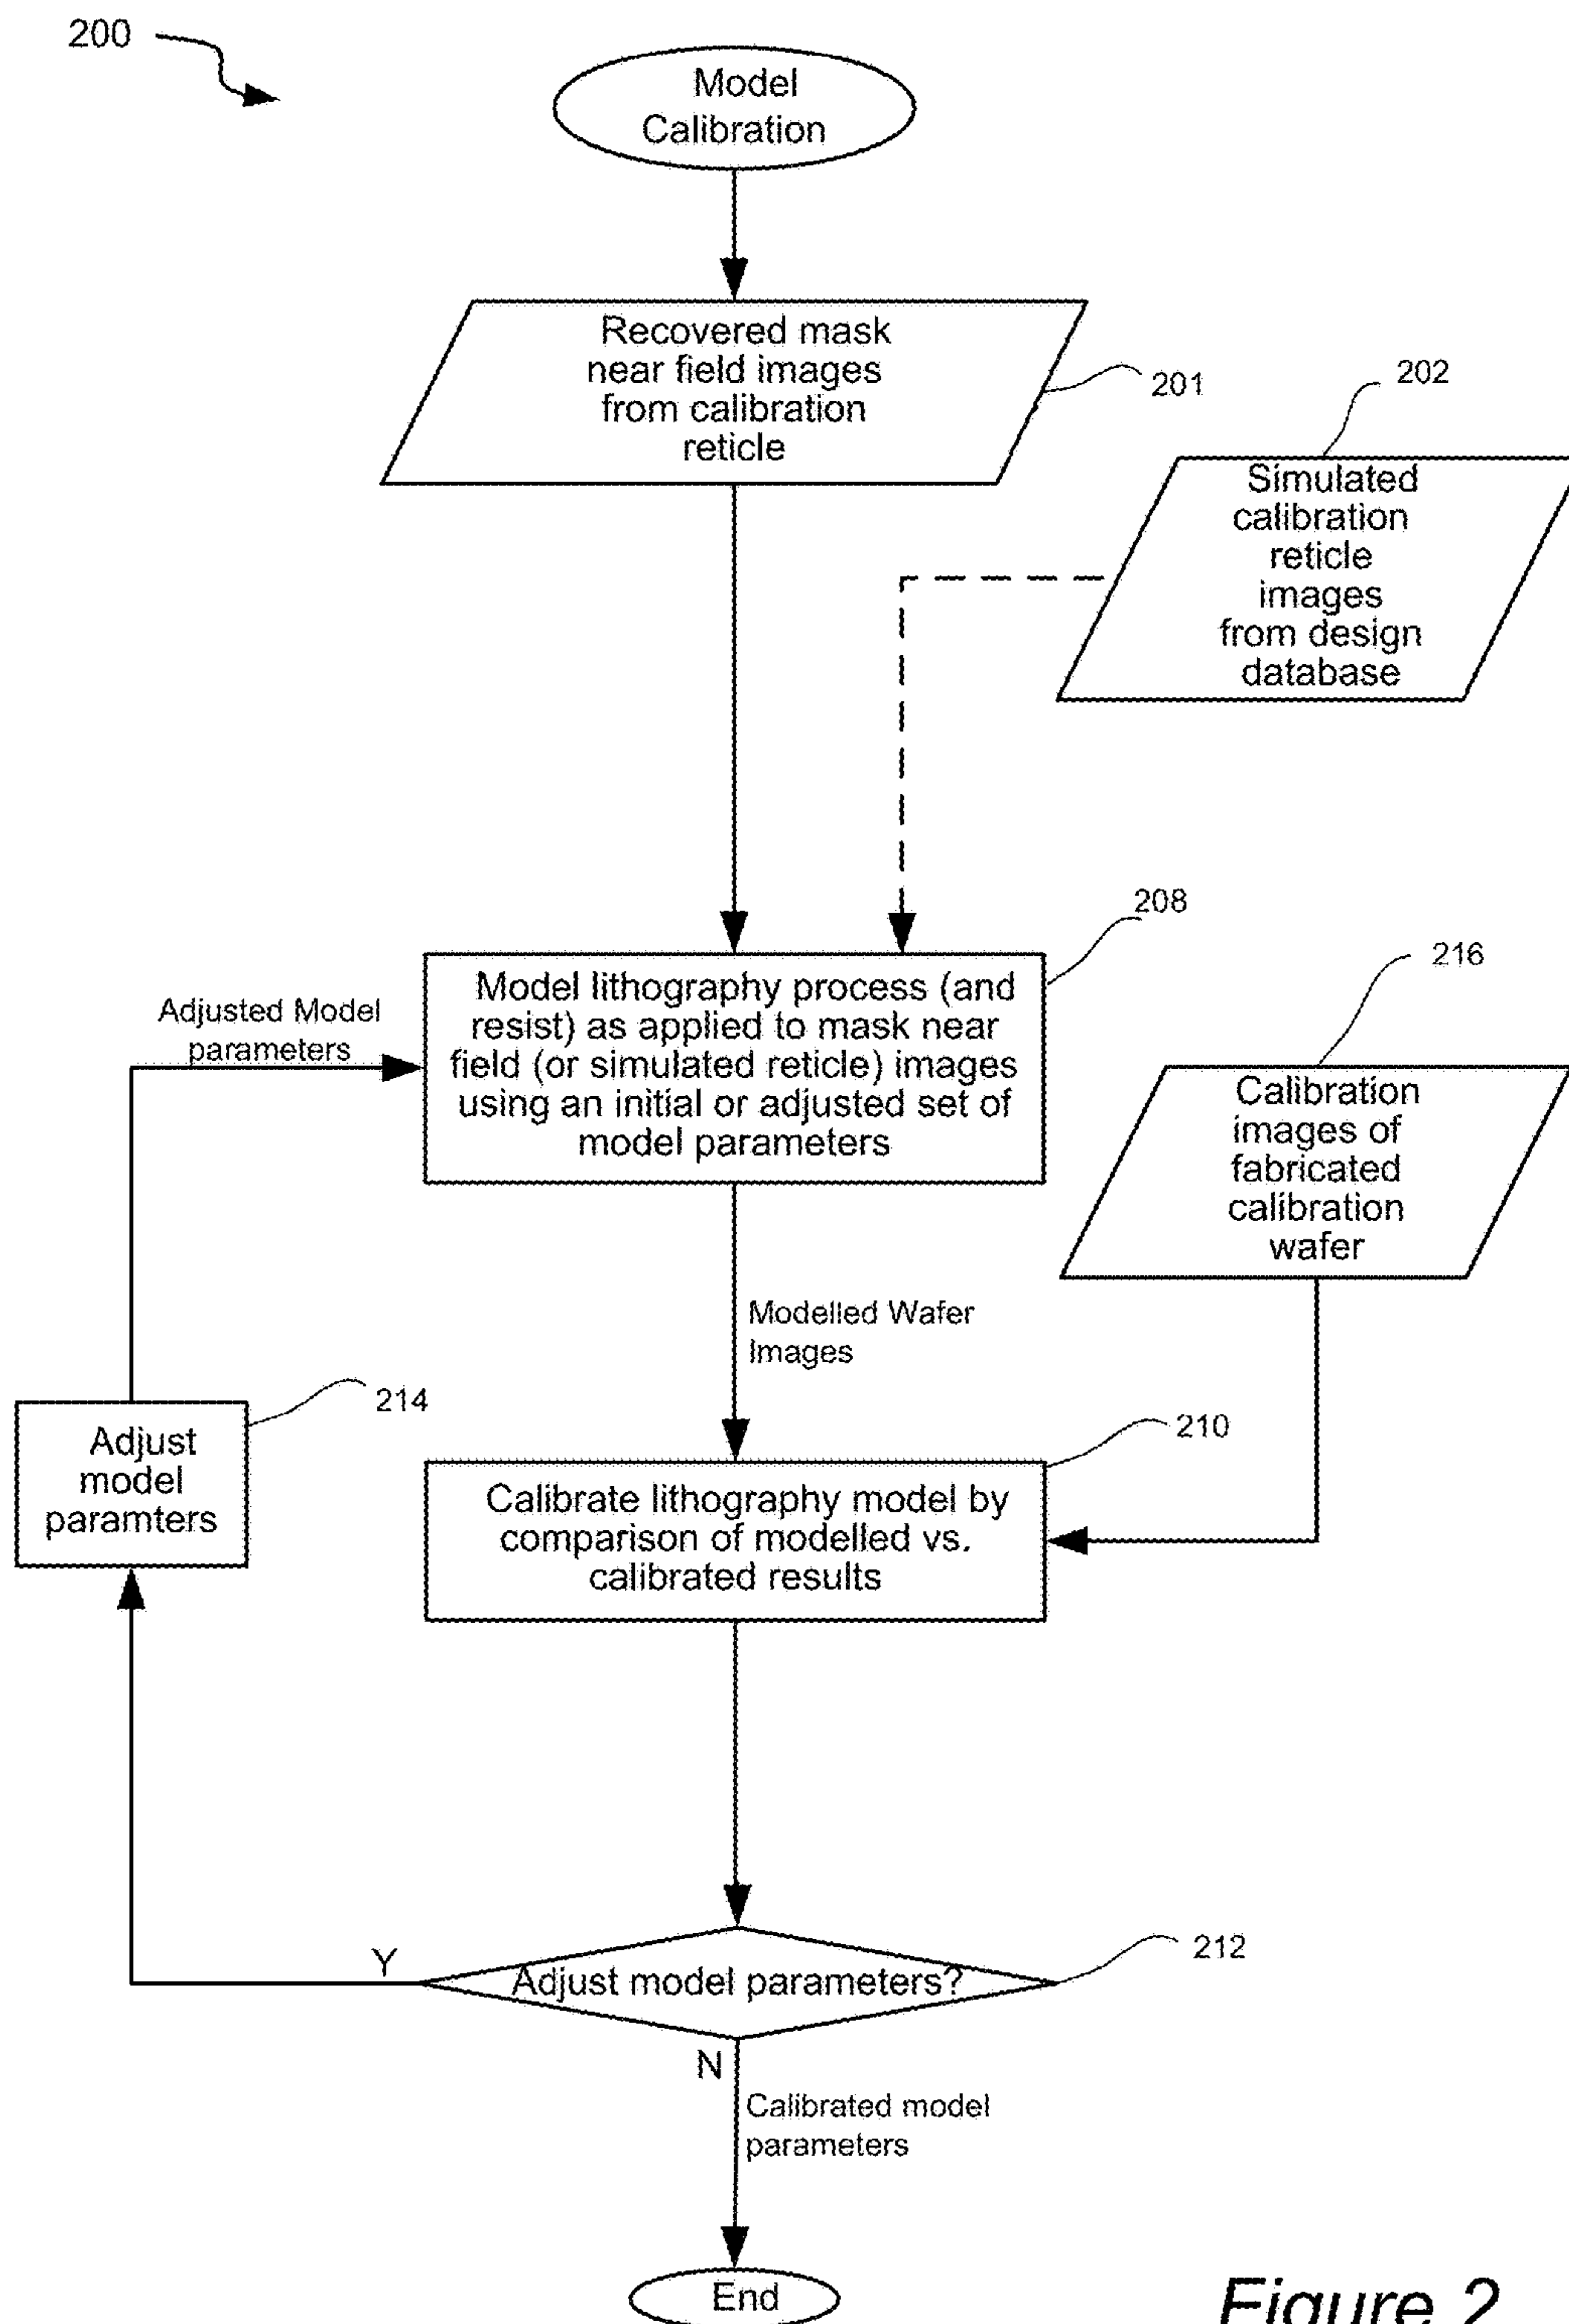 200
Model
Calibration
Recovered mask
near field images
from calibration
reticle
201
202
Simulated
calibration
reticle
images
from design
database
208
Model lithography process (and
resist) as applied to mask near
field (or simulated reticle) images
using an initial or adjusted set of
model parameters
Adjusted Model
parameters
216
Calibration
images of
fabricated
calibration
wafer
Modelled Wafer
Images
214
Adjust
model
paramters
210
Calibrate lithography model by
comparison of modelled vs.
calibrated results
212
Adjust model parameters?
Y
N
Calibrated model
parameters
End
Figure 2